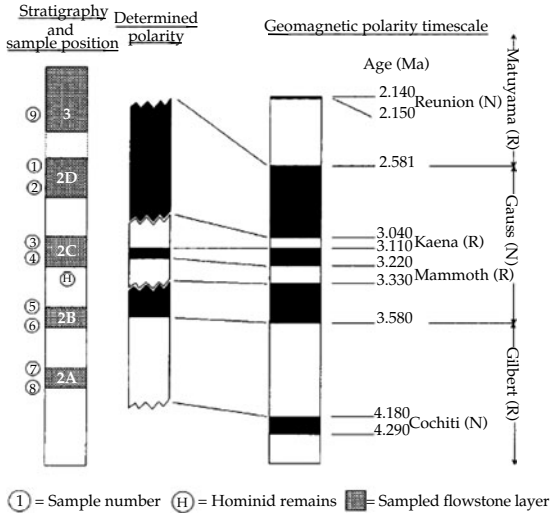 Stratigraphy
and
sample position
Determined
polarity
Geomagnetic polarity timescale
Age (Ma)
2.140
Reunion (N)
2.150
2.581
3.040
Kaena (R)
3.110
3.220
Mammoth (R)
3.330
3.580
4.180
Cochiti (N)
4.290
Matuyama (R)
Gauss (N)
Gilbert (R)
9
3
1
2
2D
3
4
2C
H
5
6
2B
7
8
2A
1 = Sample number H = Hominid remains = Sampled flowstone layer